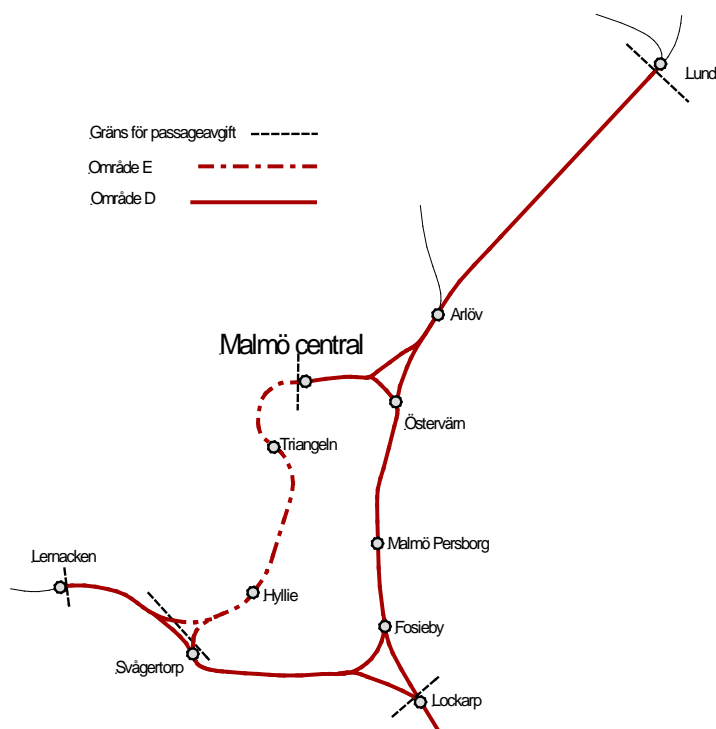 Lund
Gräns för passageavgift
Område E
Område D
Arlöv
Malmö central
Östervärn
Triangeln
Malmö Persborg
Lernacken
Hyllie
Fosieby
Svågertorp
Lockarp